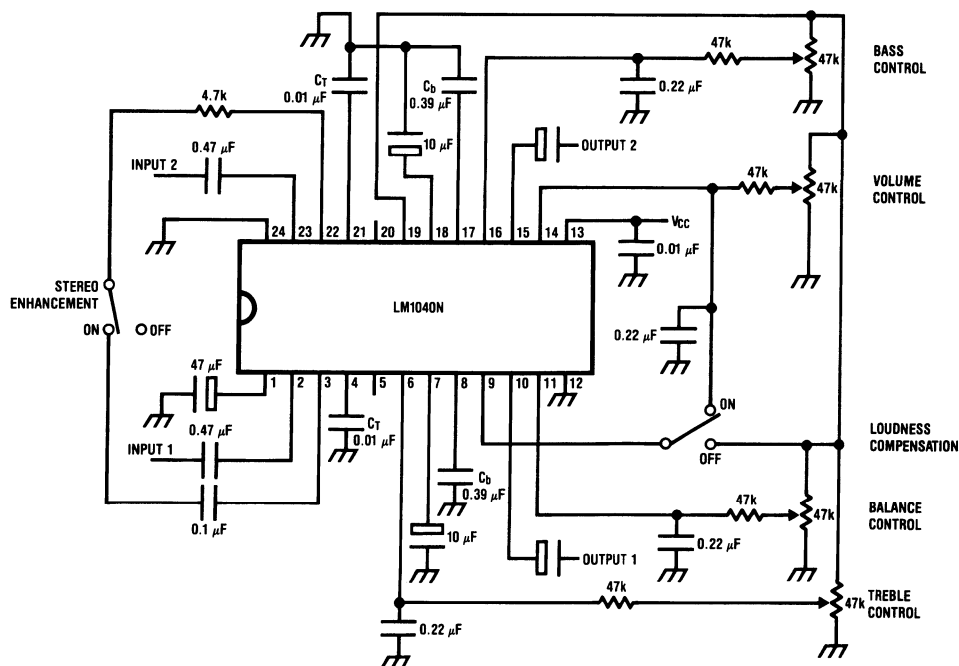 47k
BASS
CONTROL
47k
C_T
0.01 µF
C_b
0.39 µF
0.22 µF
4.7k
10 µF
OUTPUT 2
0.47 µF
INPUT 2
47k
VOLUME
CONTROL
47k
V_CC
0.01 µF
24 23 22 21 20 19 18 17 16 15 14 13
STEREO
ENHANCEMENT
ON
OFF
LM1040N
0.22 µF
47 µF
1 2 3 4 5 6 7 8 9 10 11 12
0.47 µF
INPUT 1
C_T
0.01 µF
ON
OFF
LOUDNESS
COMPENSATION
C_b
0.39 µF
0.1 µF
47k
47k
BALANCE
CONTROL
10 µF
0.22 µF
OUTPUT 1
47k
47k
TREBLE
CONTROL
0.22 µF